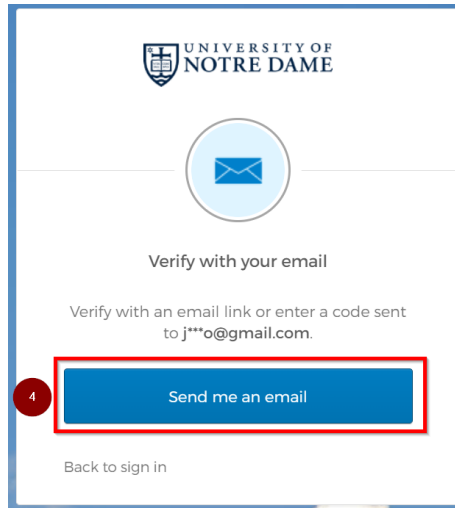 UNIVERSITY OF
NOTRE DAME
Verify with your email
Verify with an email link or enter a code sent
to j***o@gmail.com.
4
Send me an email
Back to sign in